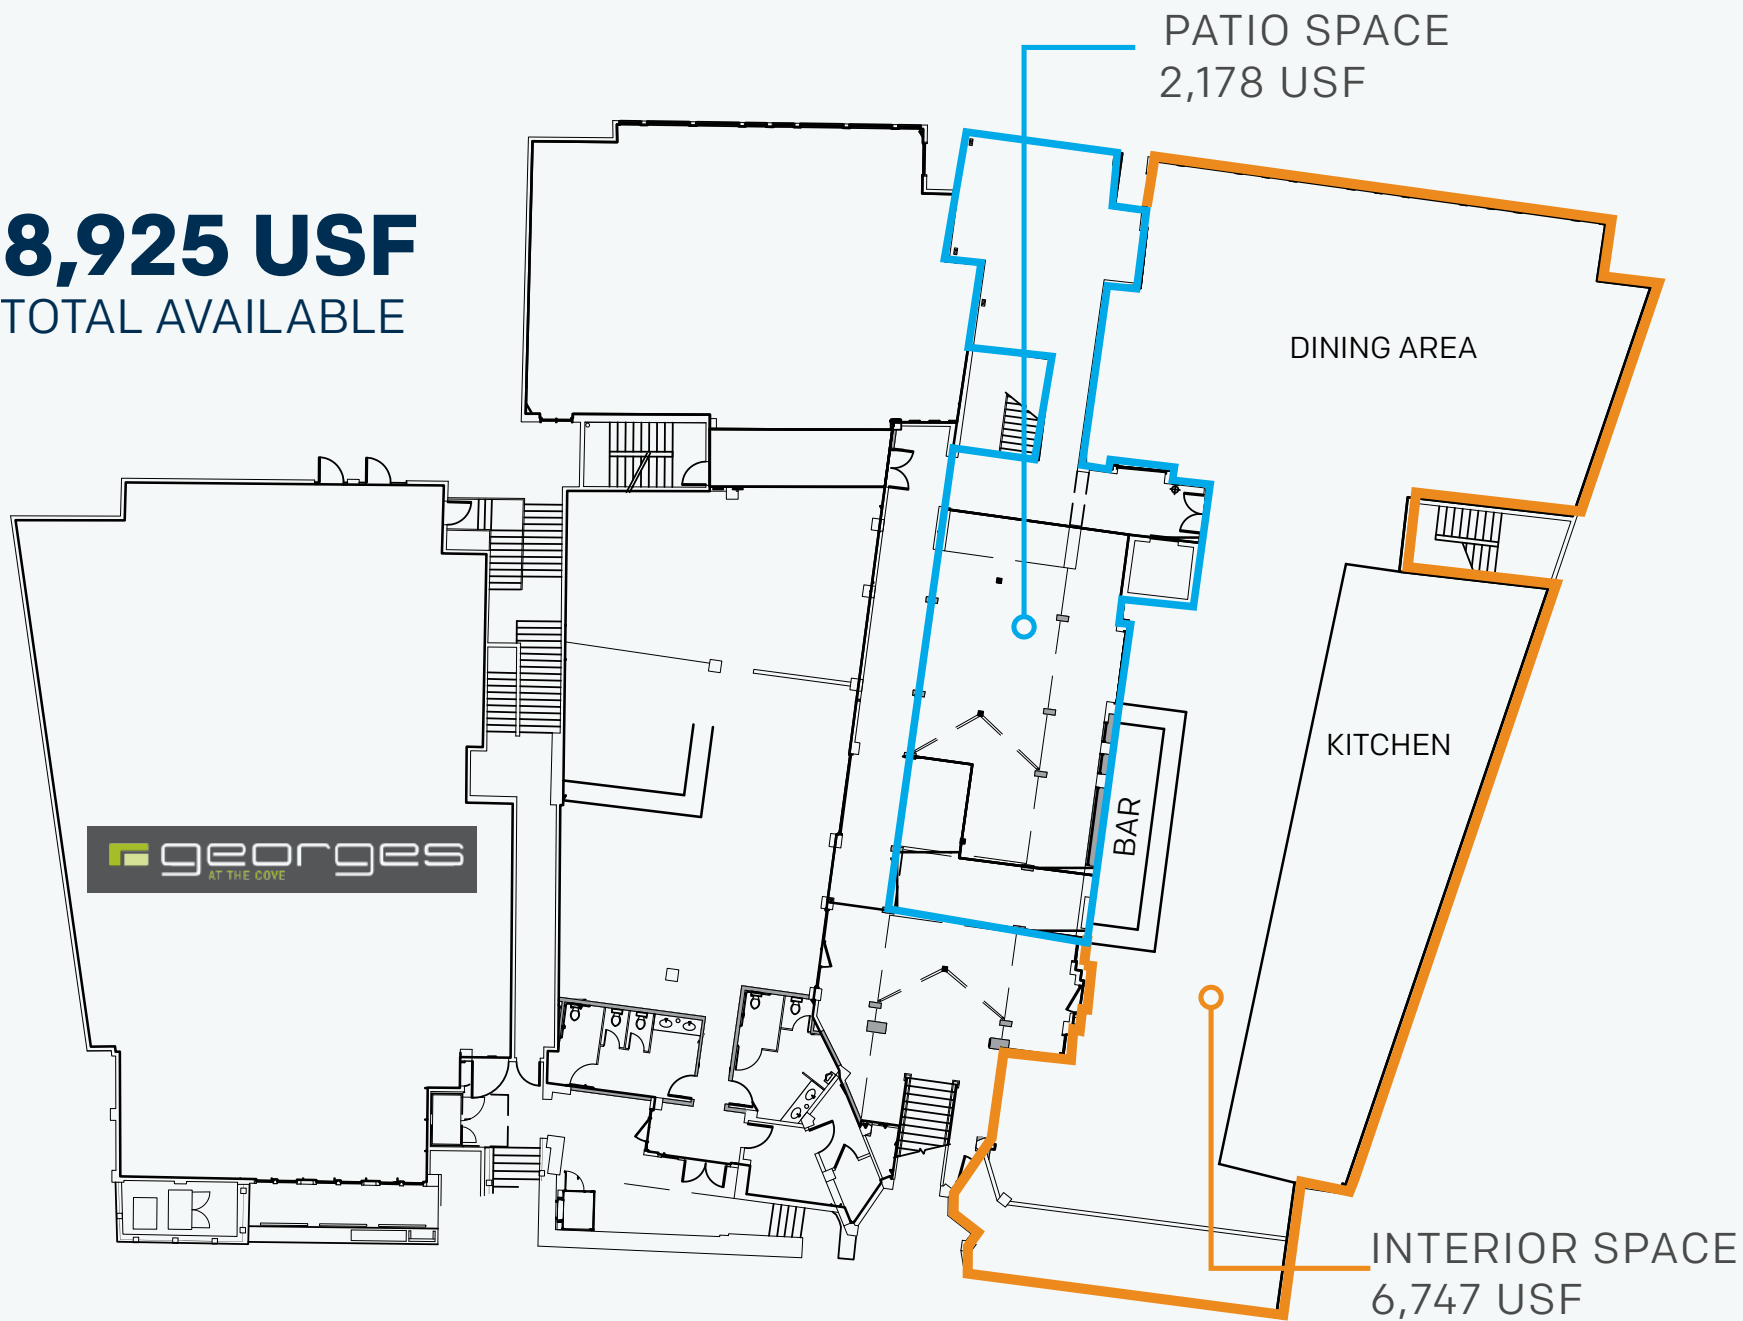 PATIO SPACE
2,178 USF
8,925 USF
TOTAL AVAILABLE
DINING AREA
KITCHEN
BAR
georges
AT THE COVE
INTERIOR SPACE
6,747 USF